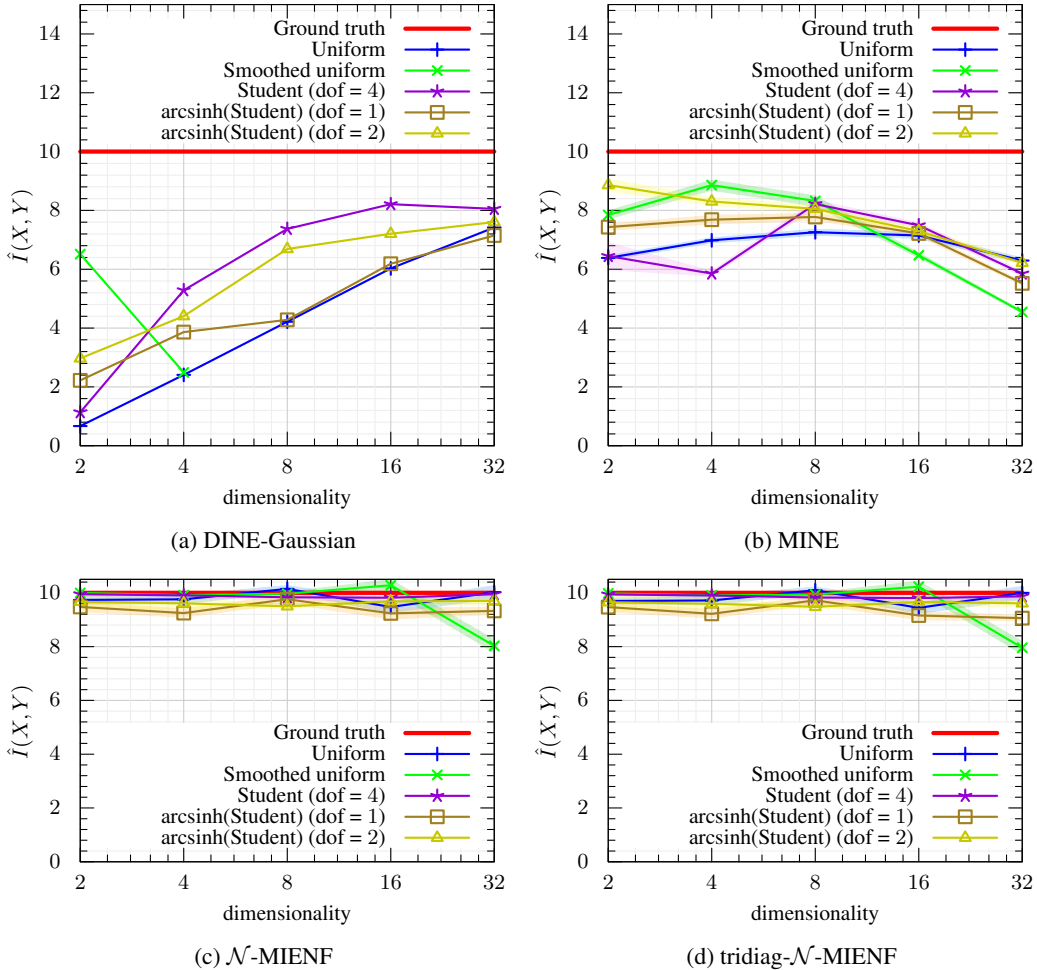 14
12
10
8
6
4
2
0
Î(X, Y)
Ground truth
Uniform
Smoothed uniform
Student (dof = 4)
arcsinh(Student) (dof = 1)
arcsinh(Student) (dof = 2)
2 4 8 16 32
dimensionality
(a) DINE-Gaussian
14
12
10
8
6
4
2
0
Î(X, Y)
Ground truth
Uniform
Smoothed uniform
Student (dof = 4)
arcsinh(Student) (dof = 1)
arcsinh(Student) (dof = 2)
2 4 8 16 32
dimensionality
(b) MINE
10
8
6
4
2
0
Î(X, Y)
Ground truth
Uniform
Smoothed uniform
Student (dof = 4)
arcsinh(Student) (dof = 1)
arcsinh(Student) (dof = 2)
2 4 8 16 32
dimensionality
(c) 𝒩-MIENF
10
8
6
4
2
0
Î(X, Y)
Ground truth
Uniform
Smoothed uniform
Student (dof = 4)
arcsinh(Student) (dof = 1)
arcsinh(Student) (dof = 2)
2 4 8 16 32
dimensionality
(d) tridiag-𝒩-MIENF